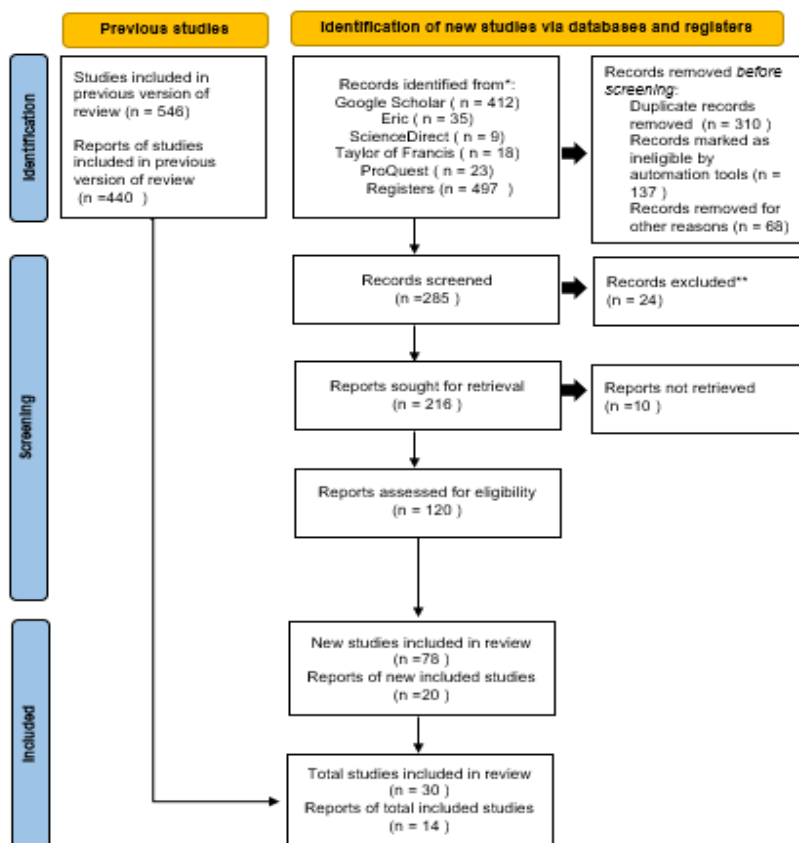 Previous studies
Identification of new studies via databases and registers
Identification
Studies included in
previous version of
review (n = 546)
Reports of studies
included in previous
version of review
(n =440 )
Records identified from*:
Google Scholar ( n = 412)
Eric ( n = 35)
ScienceDirect ( n = 9)
Taylor of Francis ( n = 18)
ProQuest ( n = 23)
Registers (n = 497 )
Records removed before
screening:
Duplicate records
removed (n = 310 )
Records marked as
ineligible by
automation tools (n =
137 )
Records removed for
other reasons (n = 68)
Screening
Records screened
(n =285 )
Records excluded**
(n = 24)
Reports sought for retrieval
(n = 216 )
Reports not retrieved
(n =10 )
Reports assessed for eligibility
(n = 120 )
Included
New studies included in review
(n =78 )
Reports of new included studies
(n =20 )
Total studies included in review
(n = 30 )
Reports of total included studies
(n = 14 )